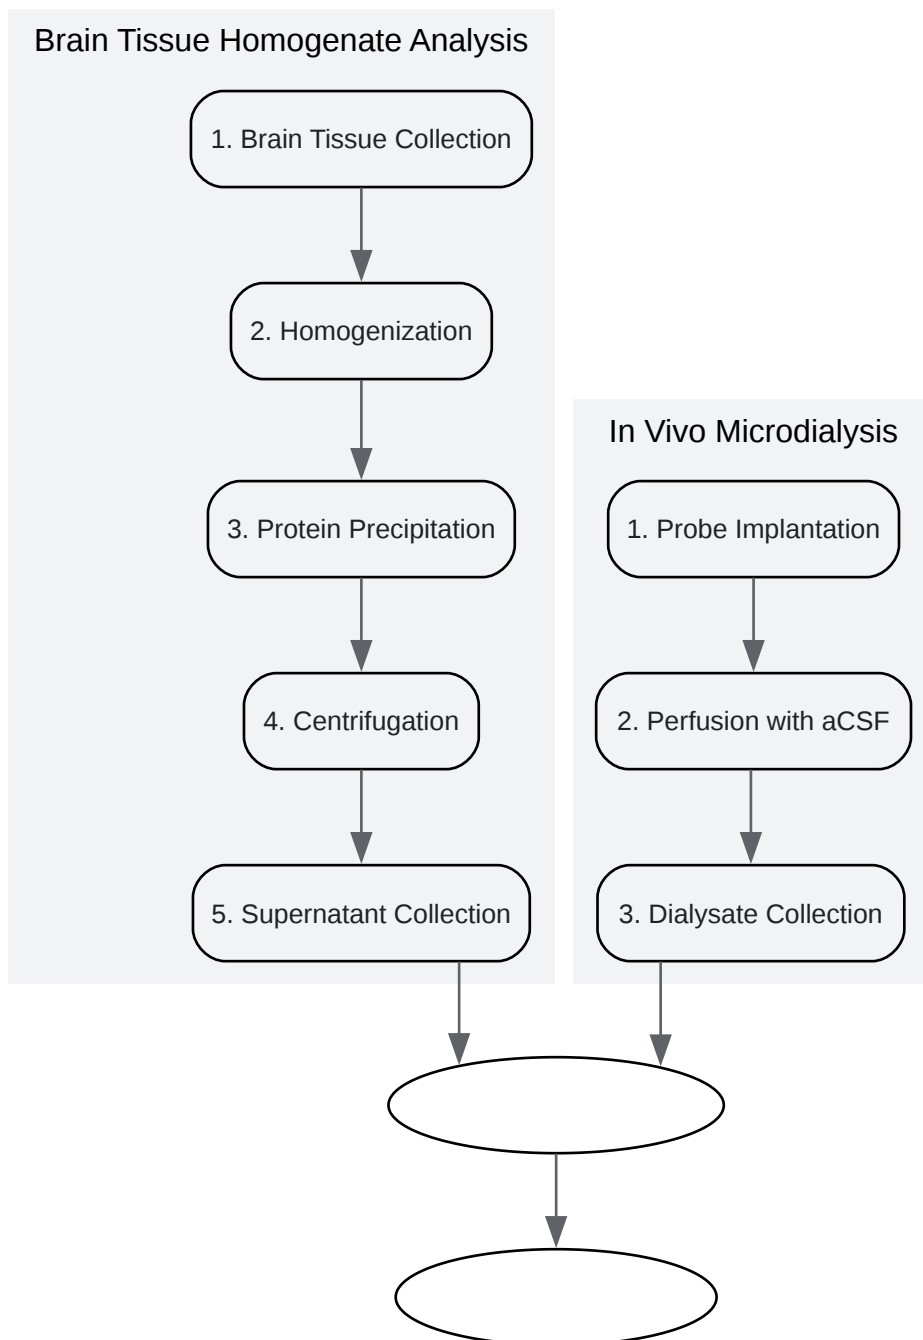 Brain Tissue Homogenate Analysis
1. Brain Tissue Collection
2. Homogenization
3. Protein Precipitation
4. Centrifugation
5. Supernatant Collection
In Vivo Microdialysis
1. Probe Implantation
2. Perfusion with aCSF
3. Dialysate Collection